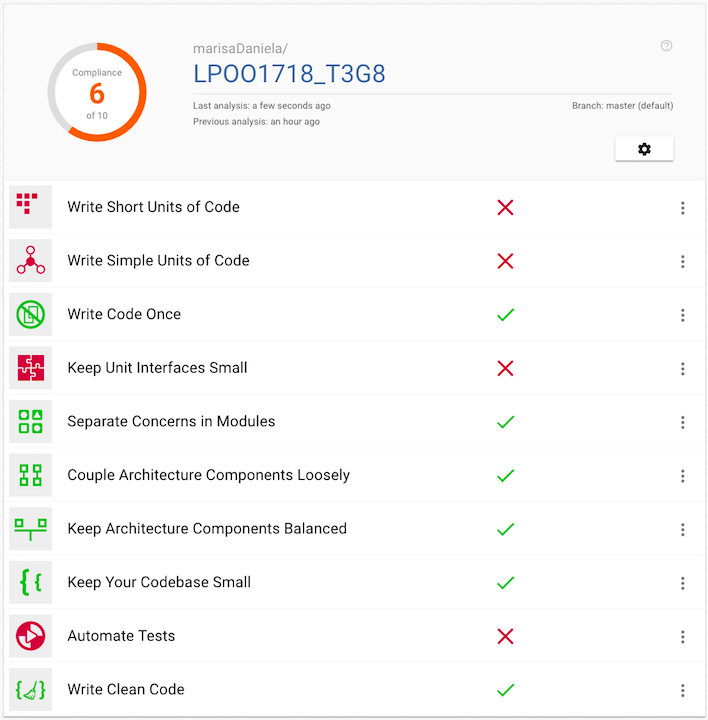 Compliance
6
of 10
marisaDaniela/
LPOO1718_T3G8
Last analysis: a few seconds ago
Branch: master (default)
Previous analysis: an hour ago
Write Short Units of Code
Write Simple Units of Code
Write Code Once
Keep Unit Interfaces Small
Separate Concerns in Modules
Couple Architecture Components Loosely
Keep Architecture Components Balanced
Keep Your Codebase Small
Automate Tests
Write Clean Code